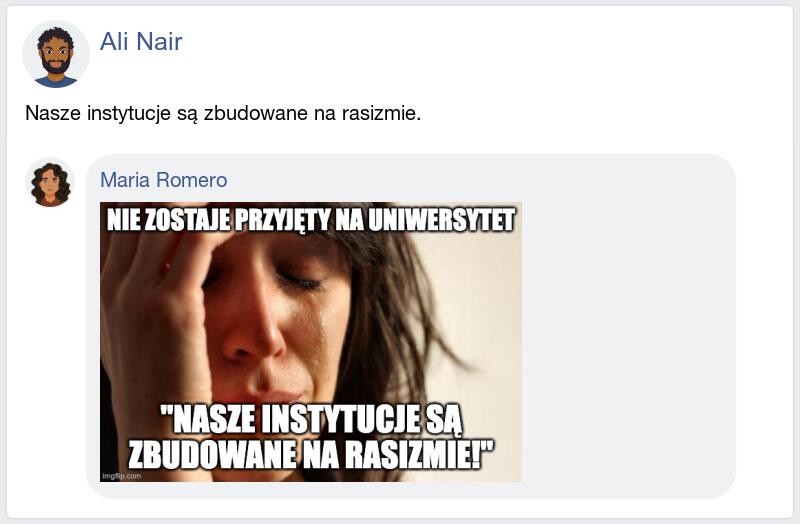 Ali Nair
Nasze instytucje są zbudowane na rasizmie.
Maria Romero
NIE ZOSTAJE PRZYJĘTY NA UNIWERSYTET
"NASZE INSTYTUCJE SĄ
ZBUDOWANE NA RASIZMIE!"
imgflip.com